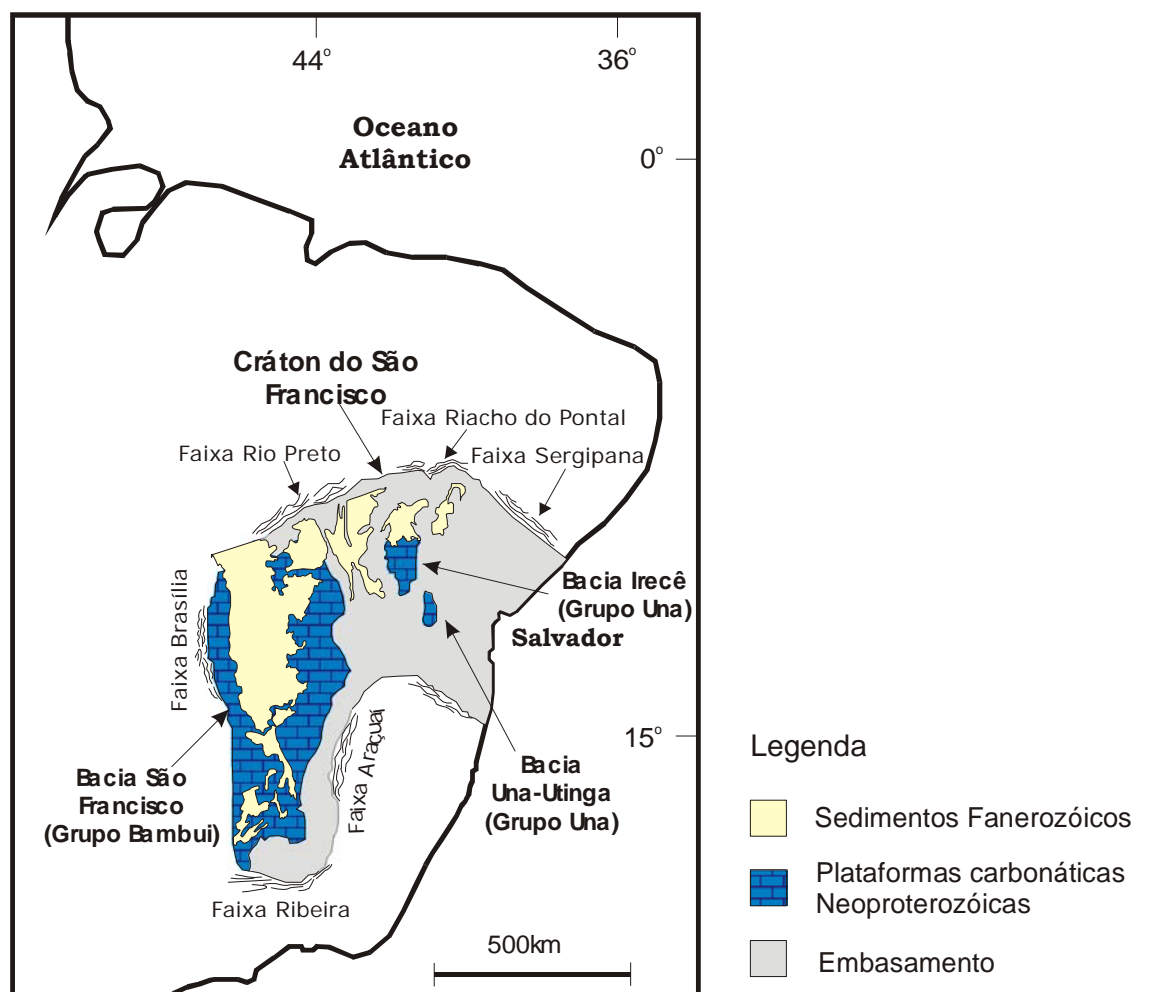 44°
36°
Oceano
Atlântico
0°
Cráton do São
Francisco
Faixa Riacho do Pontal
Faixa Rio Preto
Faixa Sergipana
Faixa Brasília
Bacia Irecê
(Grupo Una)
Salvador
Faixa Araçuaí
15°
Bacia São
Francisco
(Grupo Bambui)
Bacia
Una-Utinga
(Grupo Una)
Faixa Ribeira
500km
Legenda
Sedimentos Fanerozóicos
Plataformas carbonáticas
Neoproterozóicas
Embasamento